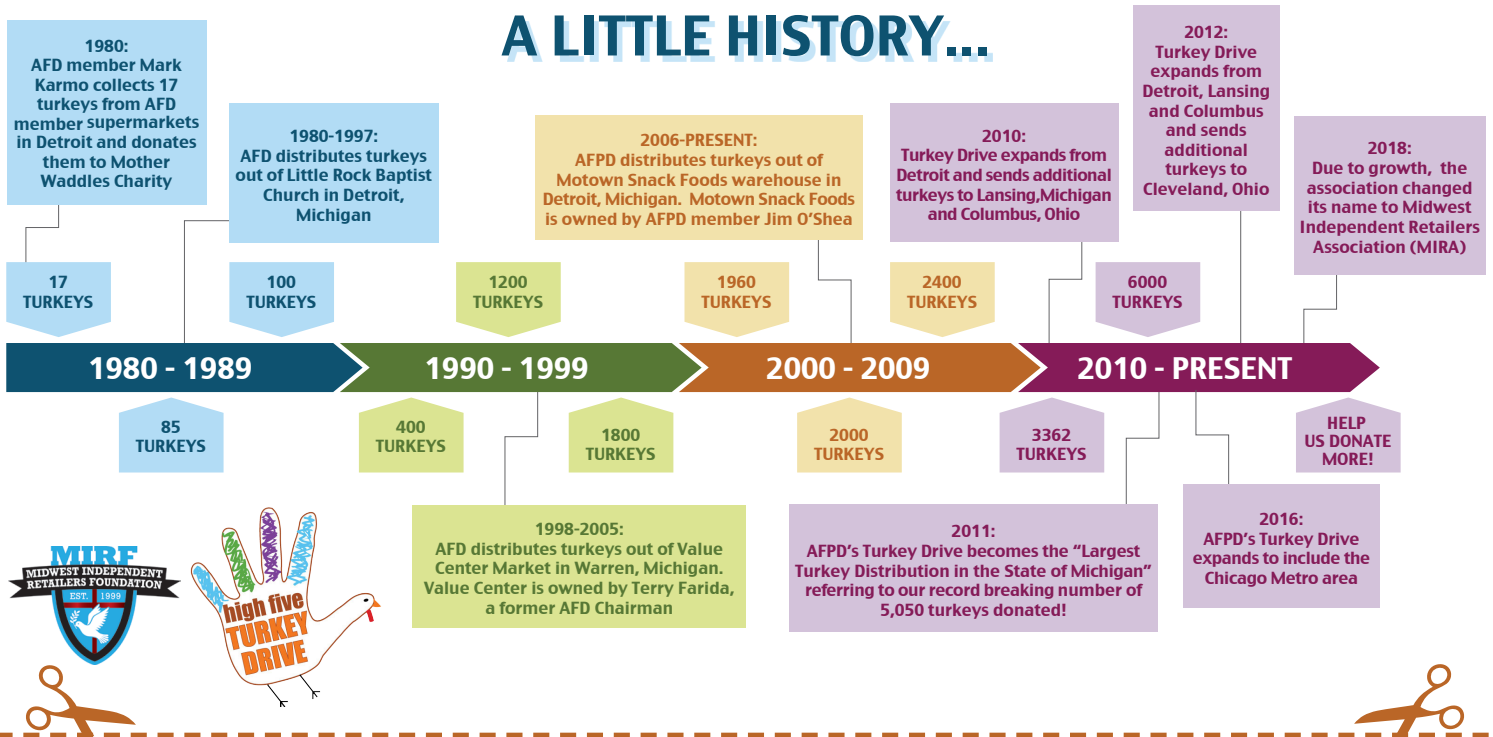 A LITTLE HISTORY...
1980:
AFD member Mark
Karmo collects 17
turkeys from AFD
member supermarkets
in Detroit and donates
them to Mother
Waddles Charity
1980-1997:
AFD distributes turkeys
out of Little Rock Baptist
Church in Detroit,
Michigan
2006-PRESENT:
AFPD distributes turkeys out of
Motown Snack Foods warehouse in
Detroit, Michigan.  Motown Snack Foods
is owned by AFPD member Jim O’Shea
2010:
Turkey Drive expands from
Detroit and sends additional
turkeys to Lansing,Michigan
and Columbus, Ohio
2012:
Turkey Drive
expands from
Detroit, Lansing
and Columbus
and sends
additional
turkeys to
Cleveland, Ohio
2018:
Due to growth,  the
association changed
its name to Midwest
Independent Retailers
Association (MIRA)
17
TURKEYS
100
TURKEYS
1200
TURKEYS
1960
TURKEYS
2400
TURKEYS
6000
TURKEYS
1980 - 1989
1990 - 1999
2000 - 2009
2010 - PRESENT
85
TURKEYS
400
TURKEYS
1800
TURKEYS
2000
TURKEYS
3362
TURKEYS
HELP
US DONATE
MORE!
1998-2005:
AFD distributes turkeys out of Value
Center Market in Warren, Michigan.
Value Center is owned by Terry Farida,
a former AFD Chairman
2011:
AFPD’s Turkey Drive becomes the “Largest
Turkey Distribution in the State of Michigan”
referring to our record breaking number of
5,050 turkeys donated!
2016:
AFPD’s Turkey Drive
expands to include the
Chicago Metro area
MIRF
MIDWEST INDEPENDENT
RETAILERS FOUNDATION
EST. 1999
high five
TURKEY
DRIVE